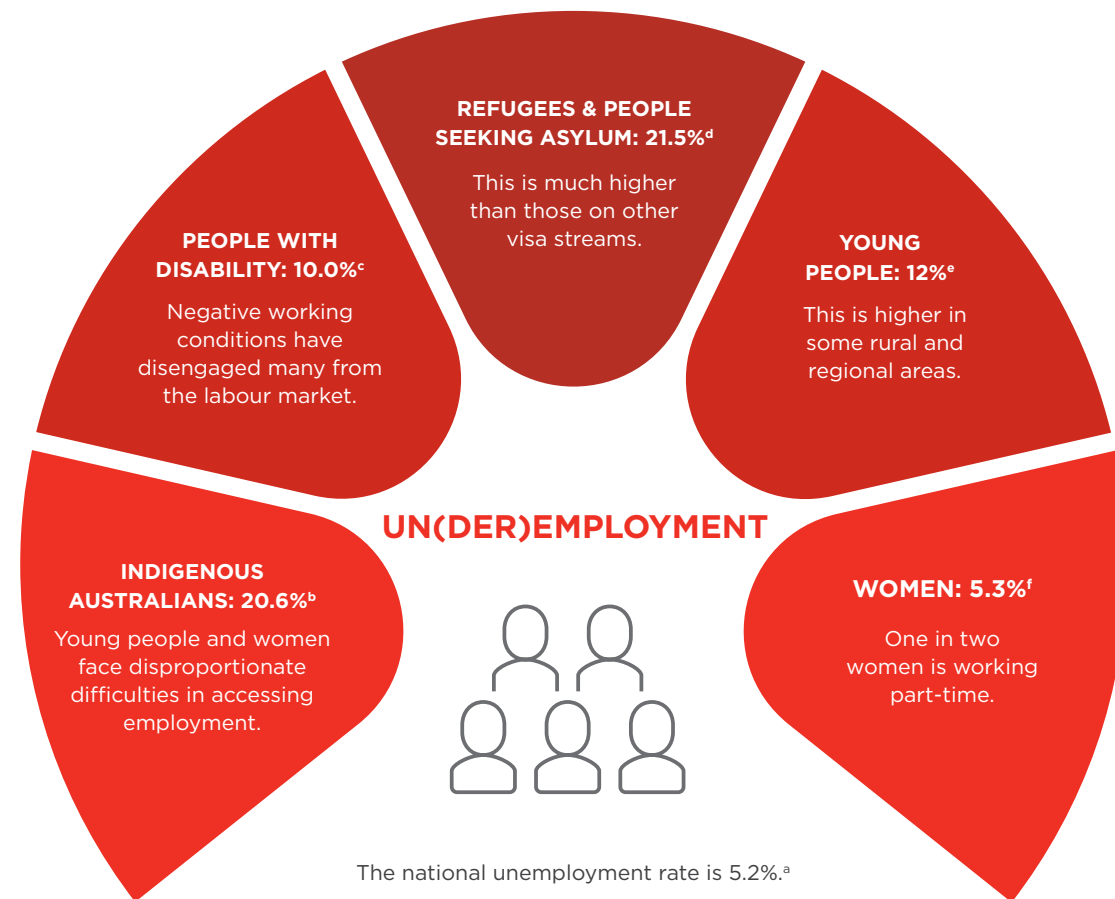 REFUGEES & PEOPLE
SEEKING ASYLUM: 21.5%ᵈ
This is much higher
than those on other
visa streams.
PEOPLE WITH
DISABILITY: 10.0%ᶜ
Negative working
conditions have
disengaged many from
the labour market.
YOUNG
PEOPLE: 12%ᵉ
This is higher in
some rural and
regional areas.
UN(DER)EMPLOYMENT
INDIGENOUS
AUSTRALIANS: 20.6%ᵇ
Young people and women
face disproportionate
difficulties in accessing
employment.
WOMEN: 5.3%ᶠ
One in two
women is working
part-time.
The national unemployment rate is 5.2%.ᵃ